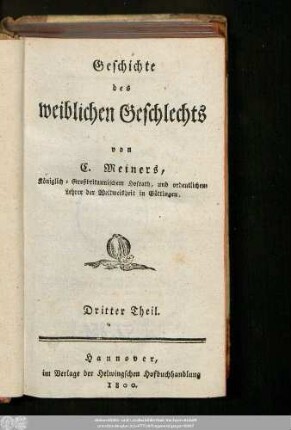 Geschichte
des
weiblichen Geschlechts
von
C. Meiners,
Königlich-Großbritannischem Hofrath, und ordentlichem
Lehrer der Weltweisheit in Göttingen.
Dritter Theil.
Hannover,
im Verlage der Helwingschen Hofbuchhandlung
1800.